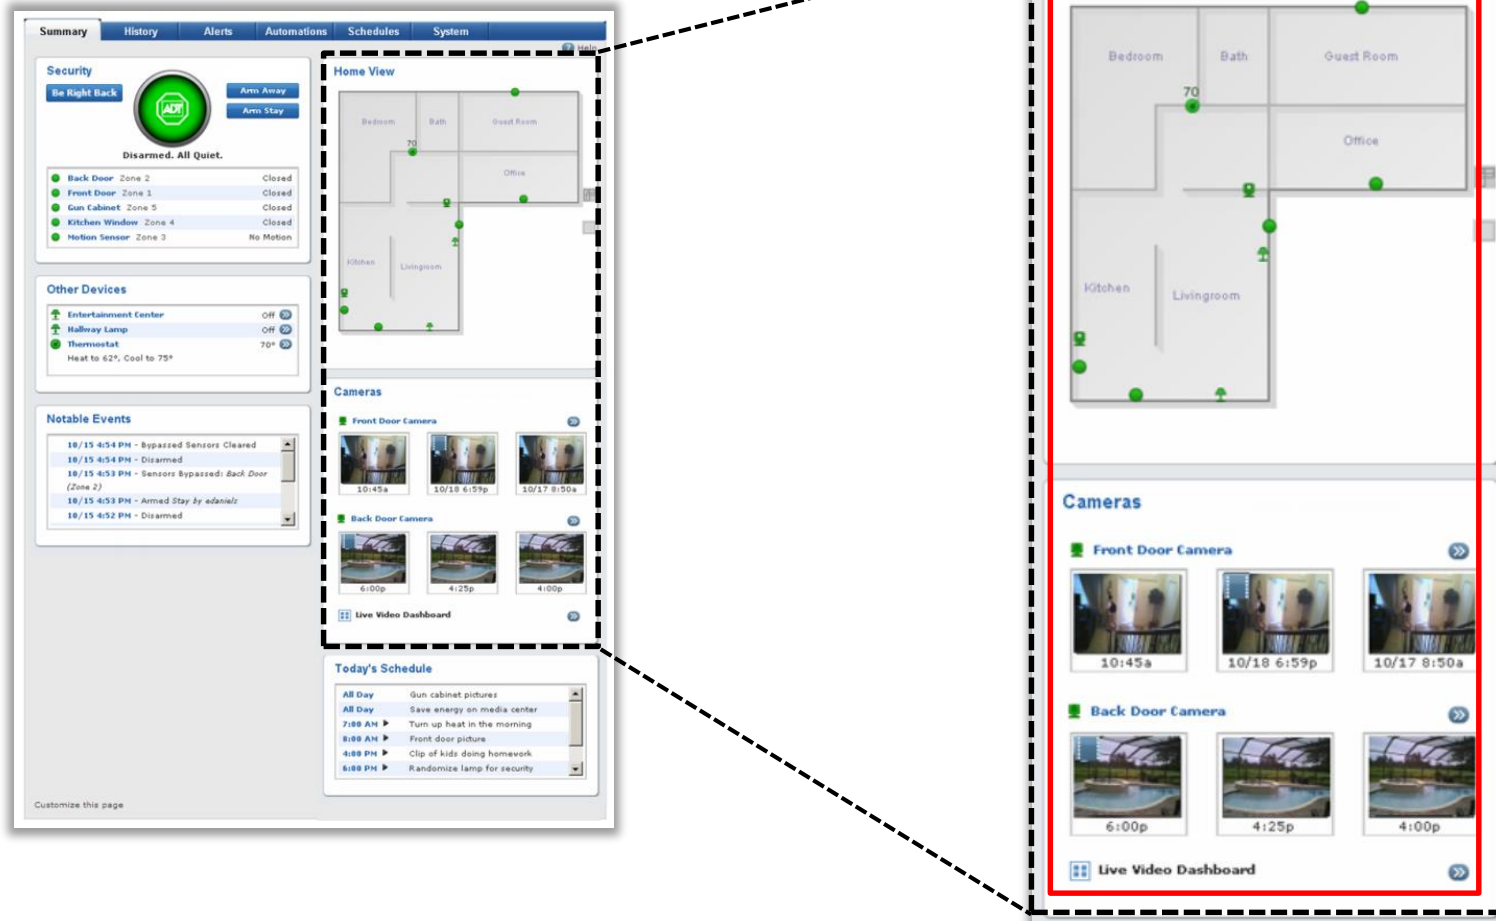 Summary History Alerts Automations Schedules System
Help
Security
Be Right Back
ADT
Arm Away
Arm Stay
Disarmed. All Quiet.
Back Door Zone 2 Closed
Front Door Zone 1 Closed
Gun Cabinet Zone 5 Closed
Kitchen Window Zone 4 Closed
Motion Sensor Zone 3 No Motion
Other Devices
Entertainment Center Off
Hallway Lamp Off
Thermostat 70°
Heat to 62°, Cool to 75°
Notable Events
10/15 4:54 PM - Bypassed Sensors Cleared
10/15 4:54 PM - Disarmed
10/15 4:53 PM - Sensors Bypassed: Back Door
(Zone 2)
10/15 4:53 PM - Armed Stay by edanielz
10/15 4:52 PM - Disarmed
Customize this page
Home View
Bedroom Bath Guest Room
70
Office
Kitchen Livingroom
Cameras
Front Door Camera
10:45a 10/18 6:59p 10/17 8:50a
Back Door Camera
6:00p 4:25p 4:00p
Live Video Dashboard
Today's Schedule
All Day Gun cabinet pictures
All Day Save energy on media center
7:00 AM Turn up heat in the morning
8:00 AM Front door picture
4:00 PM Clip of kids doing homework
6:00 PM Randomize lamp for security
Bedroom Bath Guest Room
70
Office
Kitchen Livingroom
Cameras
Front Door Camera
10:45a 10/18 6:59p 10/17 8:50a
Back Door Camera
6:00p 4:25p 4:00p
Live Video Dashboard